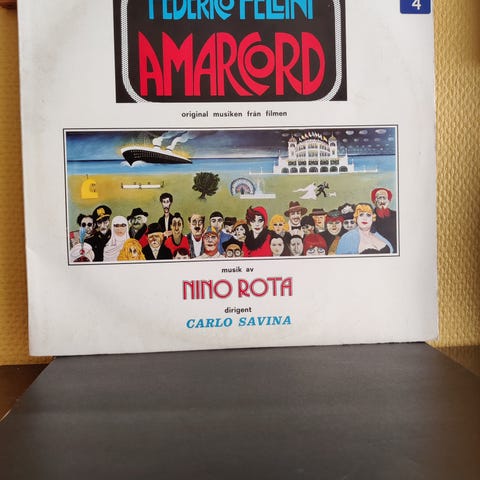 4
FEDERICO FELLINI
AMARCORD
original musiken från filmen
musik av
NINO ROTA
dirigent
CARLO SAVINA